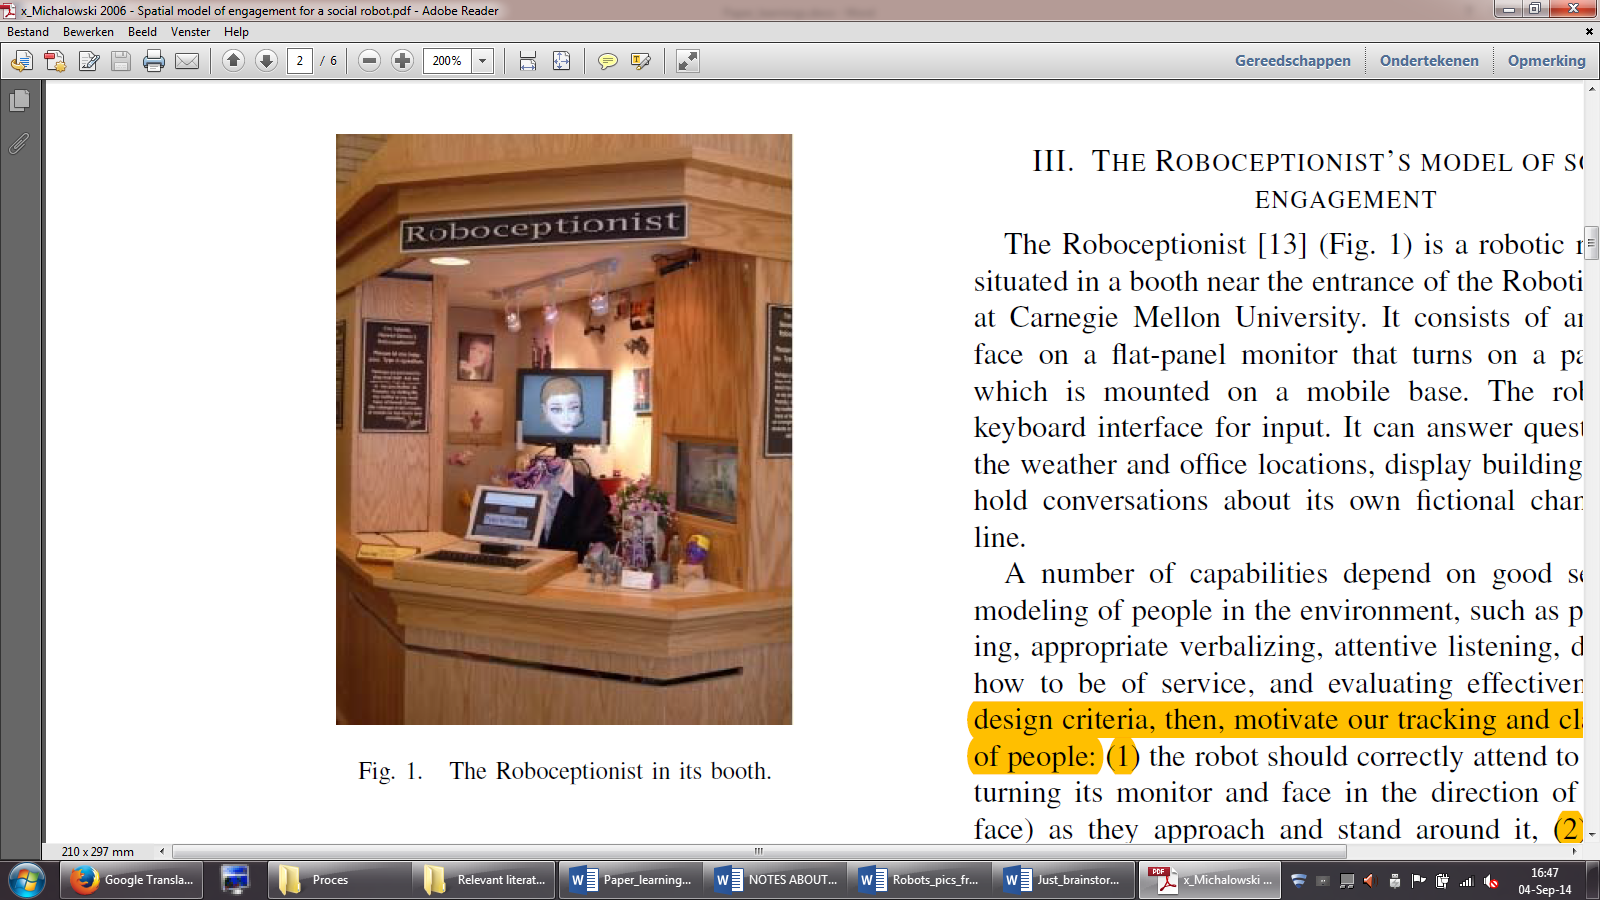 x_Michalowski 2006 - Spatial model of engagement for a social robot.pdf - Adobe Reader
Bestand Bewerken Beeld Venster Help
2 / 6 200% Gereedschappen Ondertekenen Opmerking
Roboceptionist
Fig. 1. The Roboceptionist in its booth.
III. THE ROBOCEPTIONIST'S MODEL OF SO
ENGAGEMENT
The Roboceptionist [13] (Fig. 1) is a robotic r
situated in a booth near the entrance of the Roboti
at Carnegie Mellon University. It consists of an
face on a flat-panel monitor that turns on a pa
which is mounted on a mobile base. The rob
keyboard interface for input. It can answer quest
the weather and office locations, display building
hold conversations about its own fictional char
line.
A number of capabilities depend on good se
modeling of people in the environment, such as p
ing, appropriate verbalizing, attentive listening, d
how to be of service, and evaluating effectiven
design criteria, then, motivate our tracking and cl
of people: (1) the robot should correctly attend to
turning its monitor and face in the direction of
face) as they approach and stand around it, (2)
210 x 297 mm
Google Transla... Proces Relevant literat... Paper_learning... NOTES ABOUT... Robots_pics_fr... Just_brainstor... x_Michalowski ...
16:47
04-Sep-14